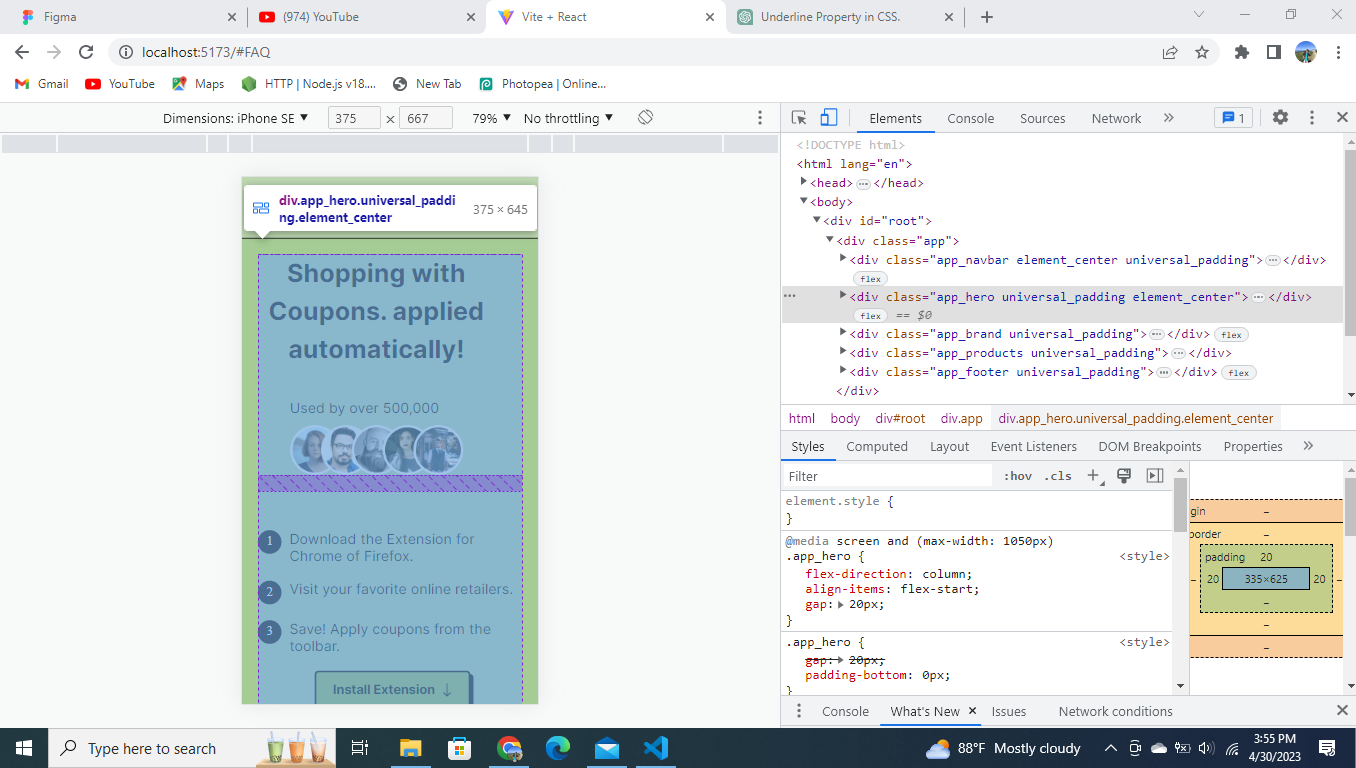 Figma
(974) YouTube
Vite + React
Underline Property in CSS.
localhost:5173/#FAQ
Gmail
YouTube
Maps
HTTP | Node.js v18....
New Tab
Photopea | Online...
Dimensions: iPhone SE ▼ 375 × 667 79% ▼ No throttling ▼
div.app_hero.universal_paddi
ng.element_center
375 × 645
Shopping with
Coupons. applied
automatically!
Used by over 500,000
1 Download the Extension for
Chrome of Firefox.
2 Visit your favorite online retailers.
3 Save! Apply coupons from the
toolbar.
Install Extension ↓
Elements Console Sources Network » 1
<!DOCTYPE html>
<html lang="en">
<head> ⋯ </head>
<body>
<div id="root">
<div class="app">
<div class="app_navbar element_center universal_padding"> ⋯ </div>
flex
<div class="app_hero universal_padding element_center"> ⋯ </div>
flex == $0
<div class="app_brand universal_padding"> ⋯ </div> flex
<div class="app_products universal_padding"> ⋯ </div>
<div class="app_footer universal_padding"> ⋯ </div> flex
</div>
html body div#root div.app div.app_hero.universal_padding.element_center
Styles Computed Layout Event Listeners DOM Breakpoints Properties »
Filter :hov .cls +
element.style {
}
@media screen and (max-width: 1050px)
.app_hero { <style>
flex-direction: column;
align-items: flex-start;
gap: 20px;
}
.app_hero { <style>
gap: 20px;
padding-bottom: 0px;
}
gin –
border –
padding 20
– 20 335×625 20 –
–
–
–
Console What's New × Issues Network conditions
Type here to search
88°F Mostly cloudy
3:55 PM
4/30/2023